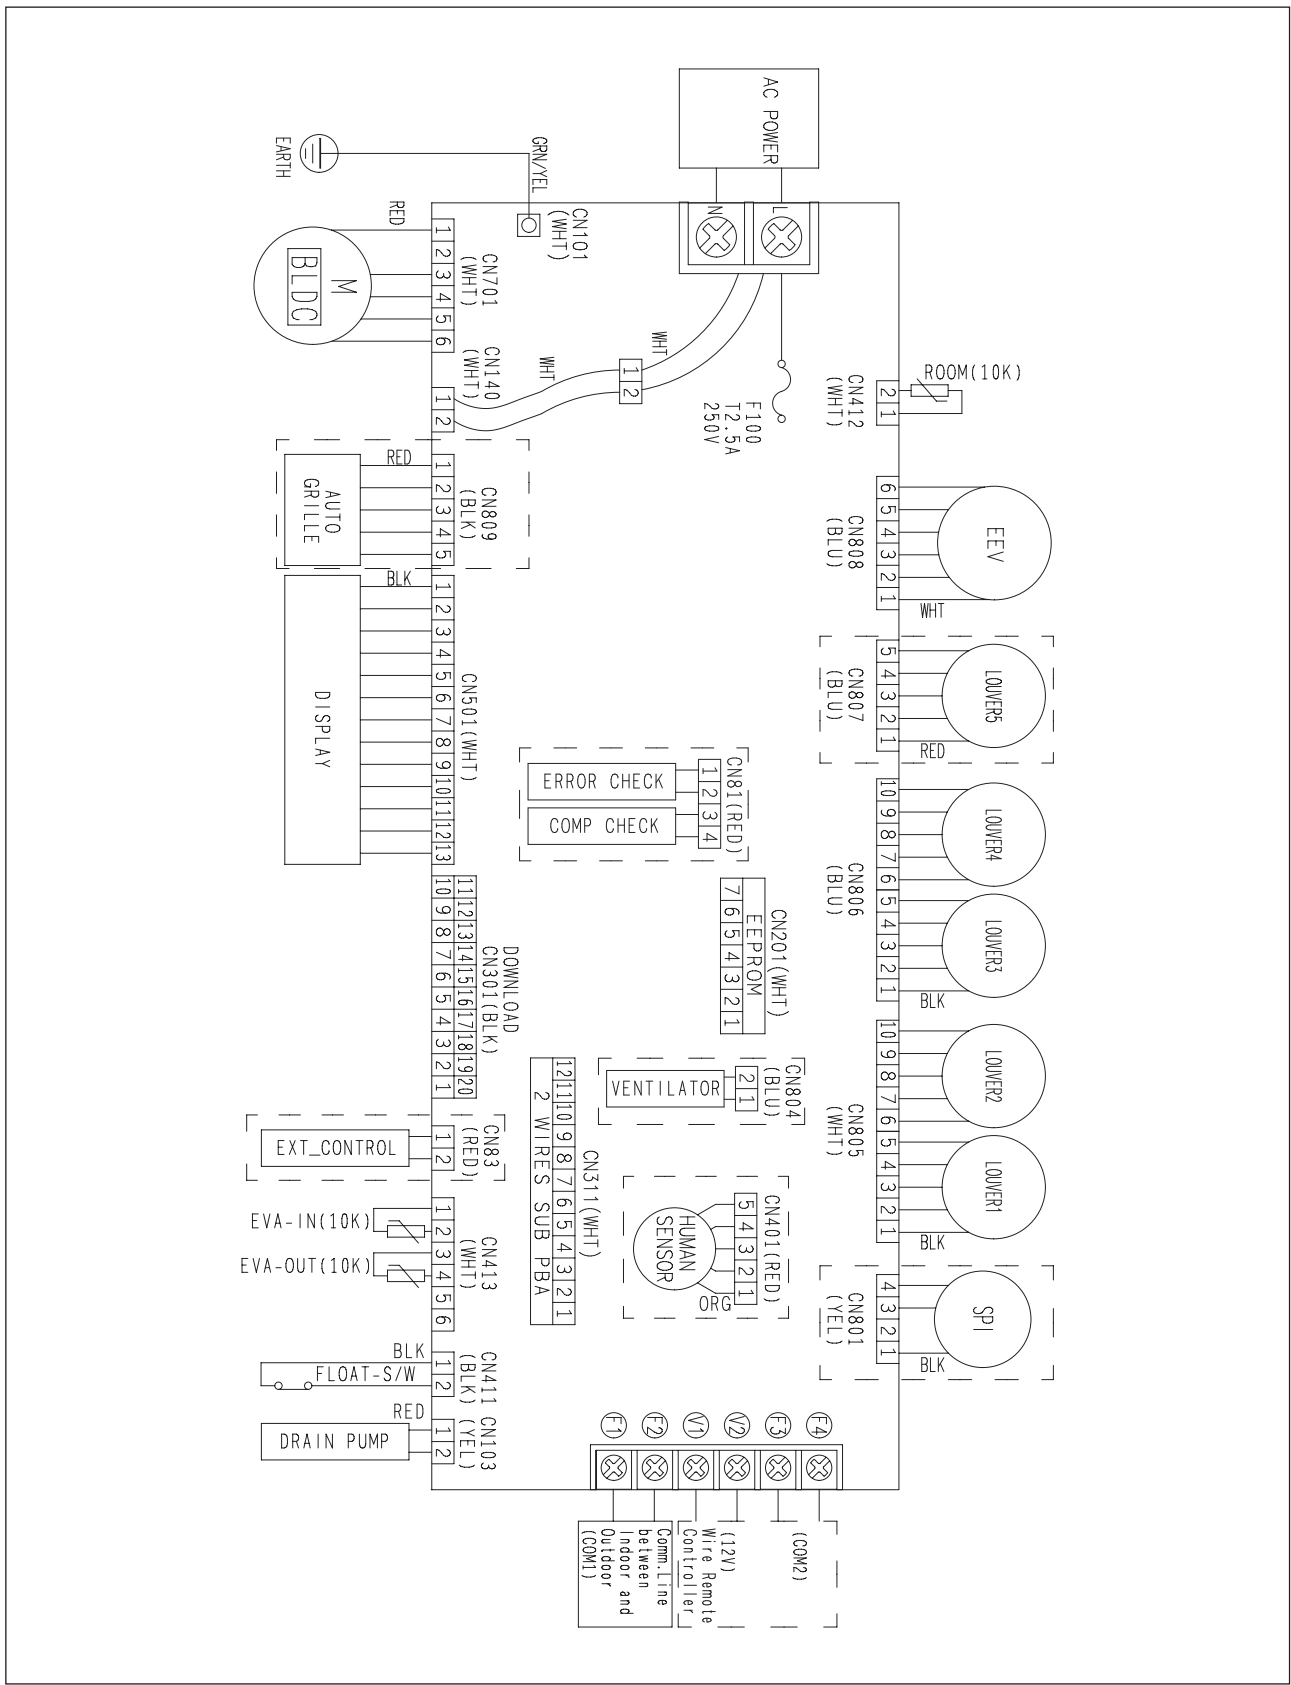 AC POWER
N
L
EARTH
GRN/YEL
CN101
(WHT)
RED
M
BLDC
1
2
3
4
5
6
CN701
(WHT)
CN140
(WHT)
1
2
WHT
WHT
1
2
F100
T2.5A
250V
CN412
(WHT)
2
1
ROOM(10K)
RED
AUTO
GRILLE
1
2
3
4
5
CN809
(BLK)
6
5
4
3
2
1
CN808
(BLU)
EEV
WHT
BLK
DISPLAY
1
2
3
4
5
6
7
8
9
10
11
12
13
CN501(WHT)
5
4
3
2
1
CN807
(BLU)
LOUVER5
RED
ERROR CHECK
COMP CHECK
1
2
3
4
CN81(RED)
10
9
8
7
6
5
4
3
2
1
CN806
(BLU)
LOUVER4
LOUVER3
BLK
10
9
8
7
6
5
4
3
2
1
11
12
13
14
15
16
17
18
19
20
DOWNLOAD
CN301(BLK)
7
6
5
4
3
2
1
EEPROM
CN201(WHT)
10
9
8
7
6
5
4
3
2
1
CN805
(WHT)
LOUVER2
LOUVER1
BLK
VENTILATOR
2
1
CN804
(BLU)
12
11
10
9
8
7
6
5
4
3
2
1
2 WIRES SUB PBA
CN311(WHT)
EXT_CONTROL
1
2
CN83
(RED)
HUMAN
SENSOR
5
4
3
2
1
CN401(RED)
ORG
EVA-IN(10K)
EVA-OUT(10K)
1
2
3
4
5
6
CN413
(WHT)
4
3
2
1
CN801
(YEL)
SPI
BLK
BLK
FLOAT-S/W
1
2
CN411
(BLK)
RED
DRAIN PUMP
1
2
CN103
(YEL)
F1
F2
V1
V2
F3
F4
Comm.Line
between
Indoor and
Outdoor
(COM1)
(12V)
Wire Remote
Controller
(COM2)